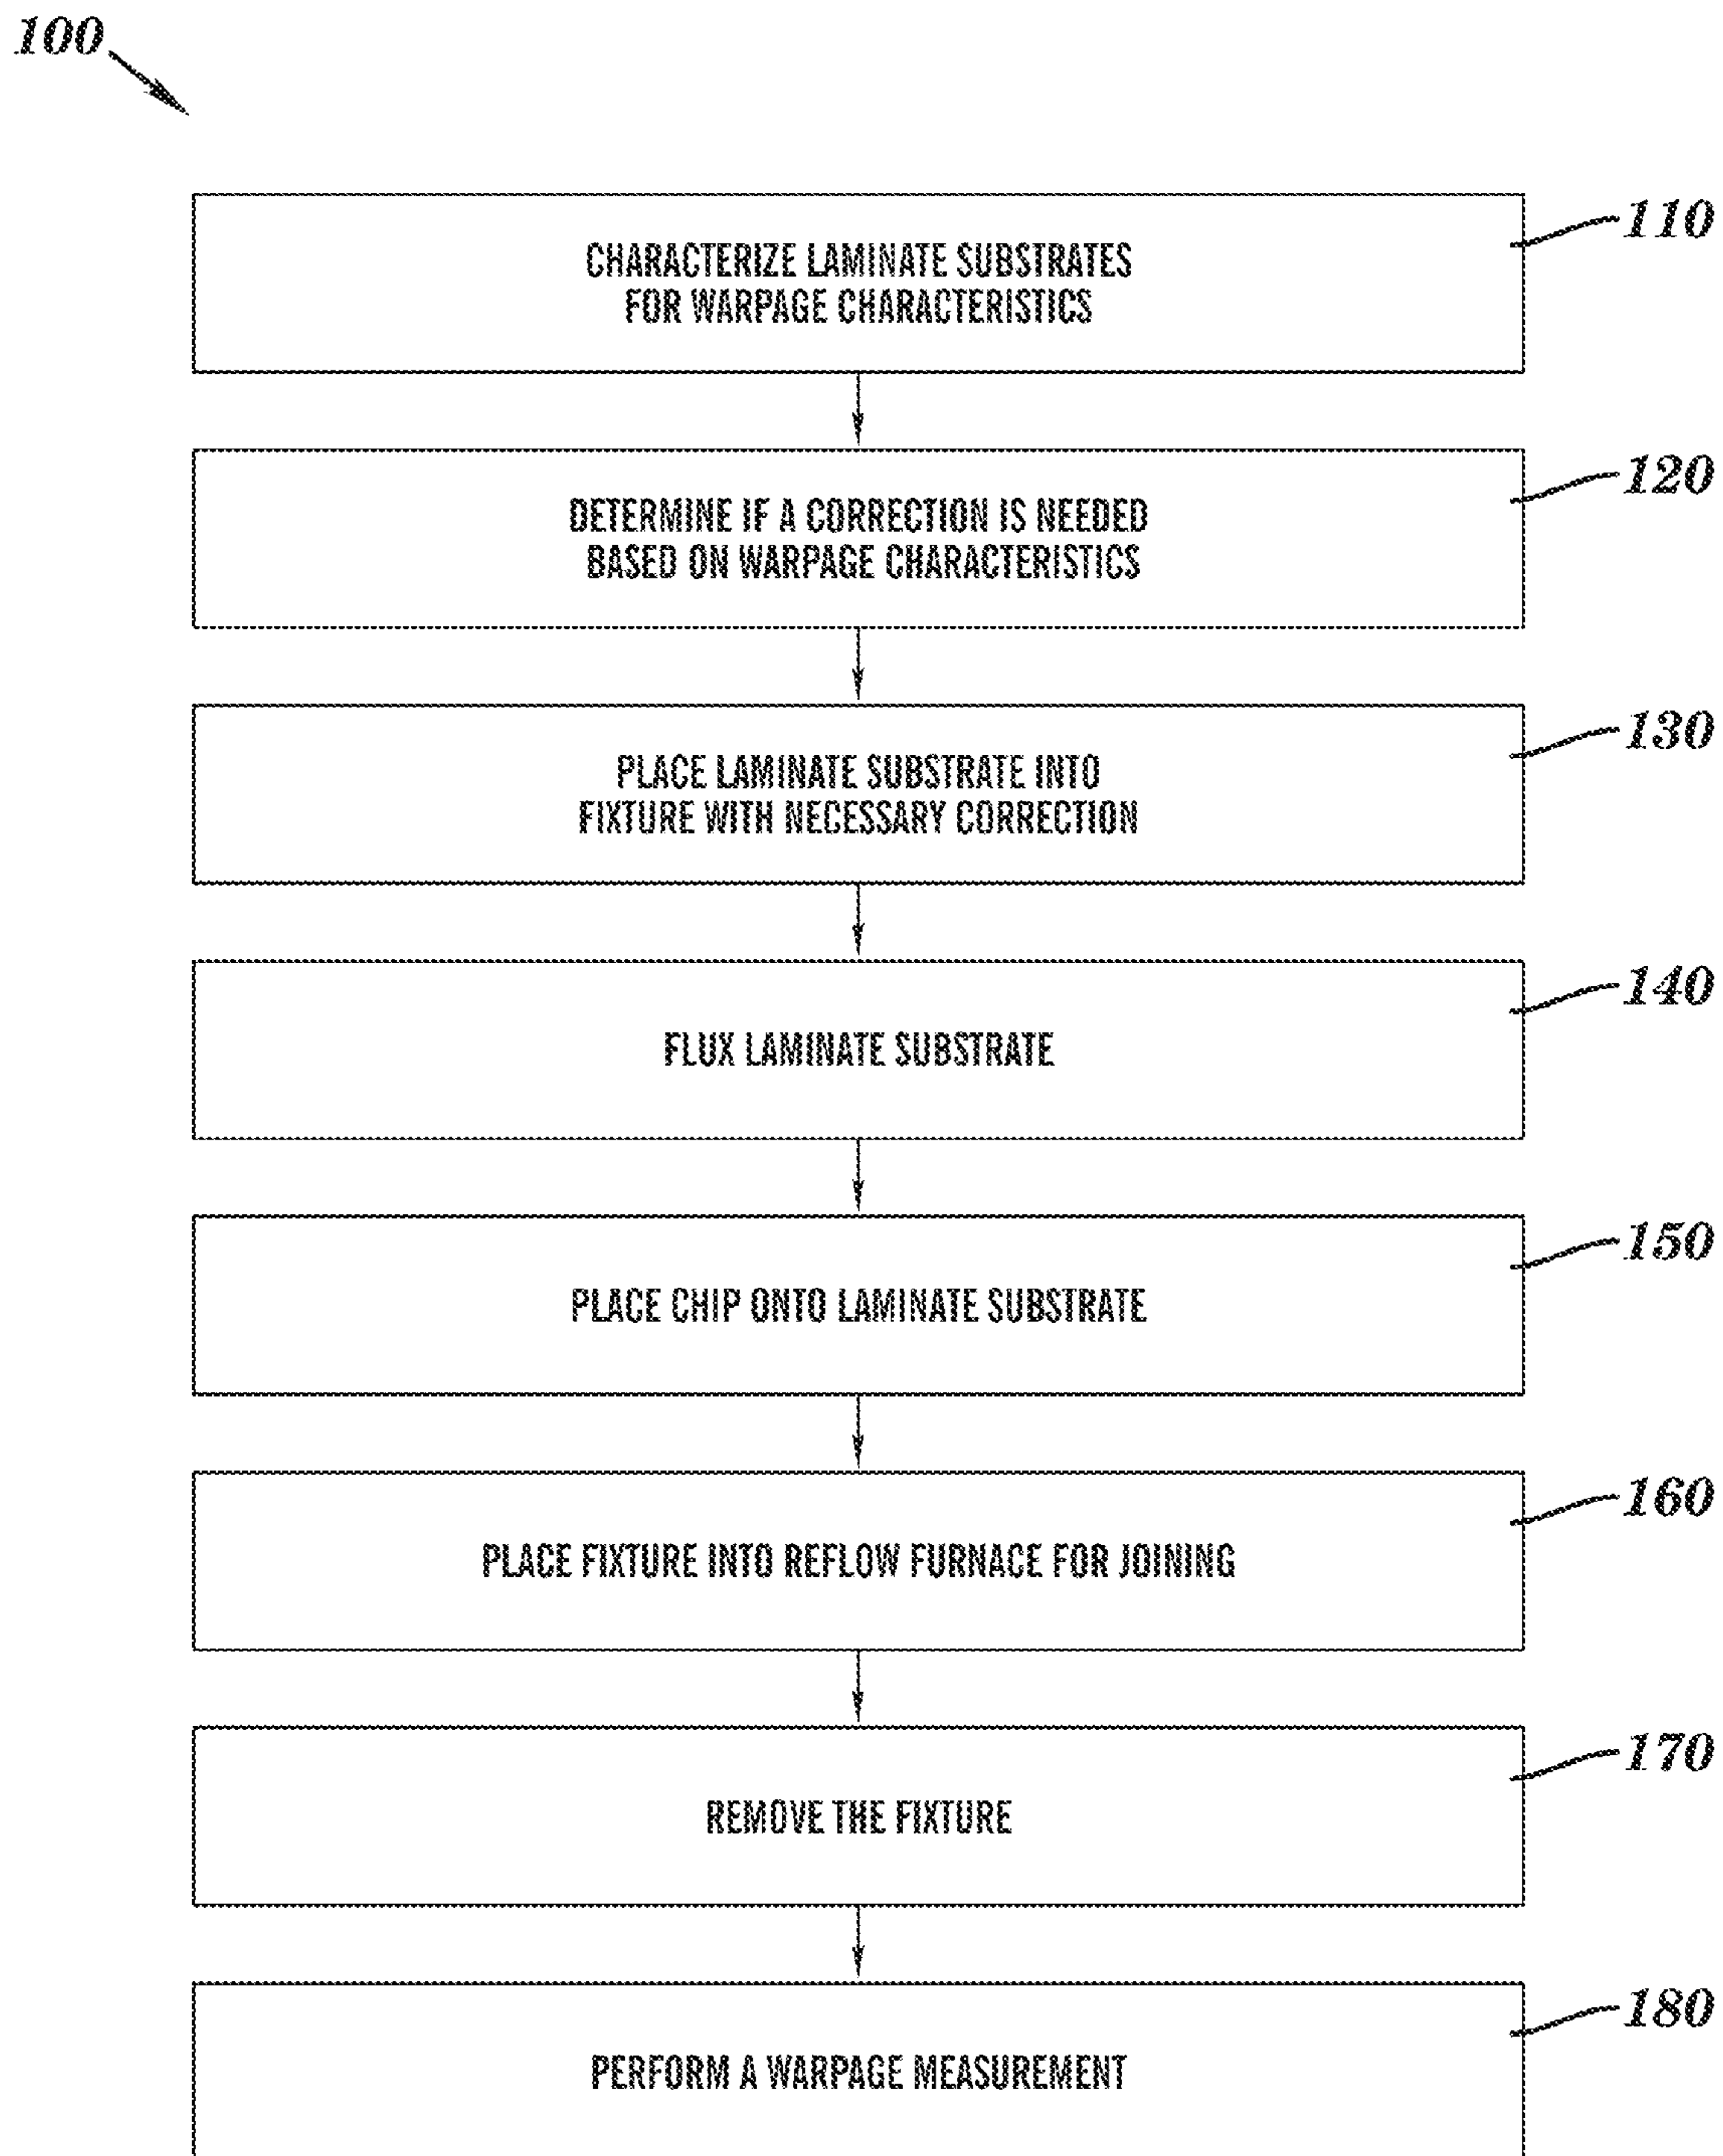 100
110
CHARACTERIZE LAMINATE SUBSTRATES
FOR WARPAGE CHARACTERISTICS
120
DETERMINE IF A CORRECTION IS NEEDED
BASED ON WARPAGE CHARACTERISTICS
130
PLACE LAMINATE SUBSTRATE INTO
FIXTURE WITH NECESSARY CORRECTION
140
FLUX LAMINATE SUBSTRATE
150
PLACE CHIP ONTO LAMINATE SUBSTRATE
160
PLACE FIXTURE INTO REFLOW FURNACE FOR JOINING
170
REMOVE THE FIXTURE
180
PERFORM A WARPAGE MEASUREMENT